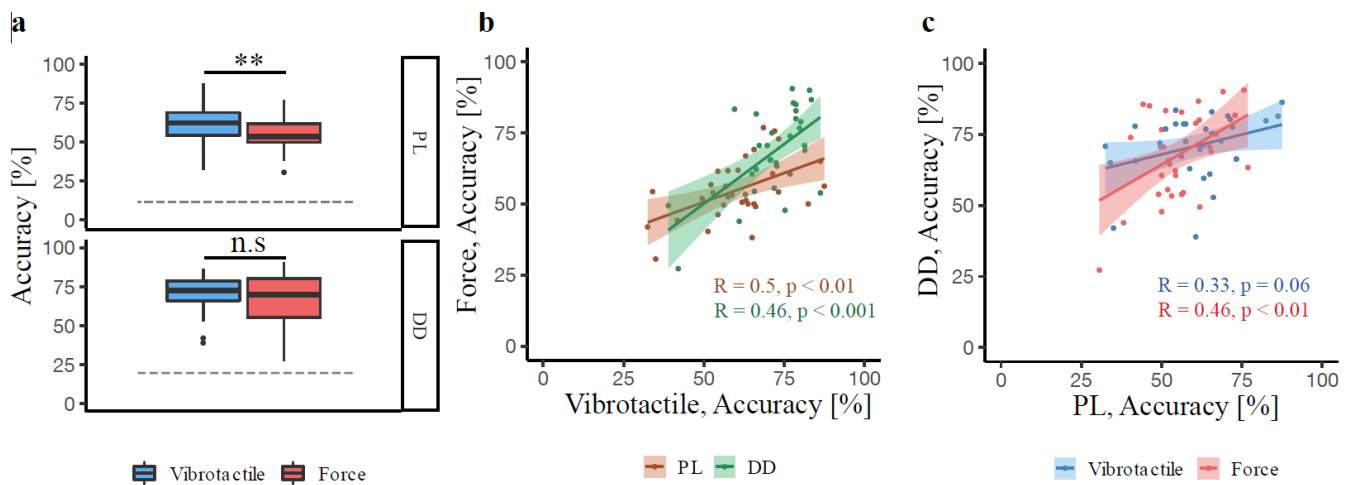 a
**
100
75
50
25
0
PL
n.s
100
75
50
25
0
DD
Accuracy [%]
Vibrotactile
Force
b
100
75
50
25
0
Force, Accuracy [%]
R = 0.5, p < 0.01
R = 0.46, p < 0.001
0 25 50 75 100
Vibrotactile, Accuracy [%]
PL
DD
c
100
75
50
25
0
DD, Accuracy [%]
R = 0.33, p = 0.06
R = 0.46, p < 0.01
0 25 50 75 100
PL, Accuracy [%]
Vibrotactile
Force